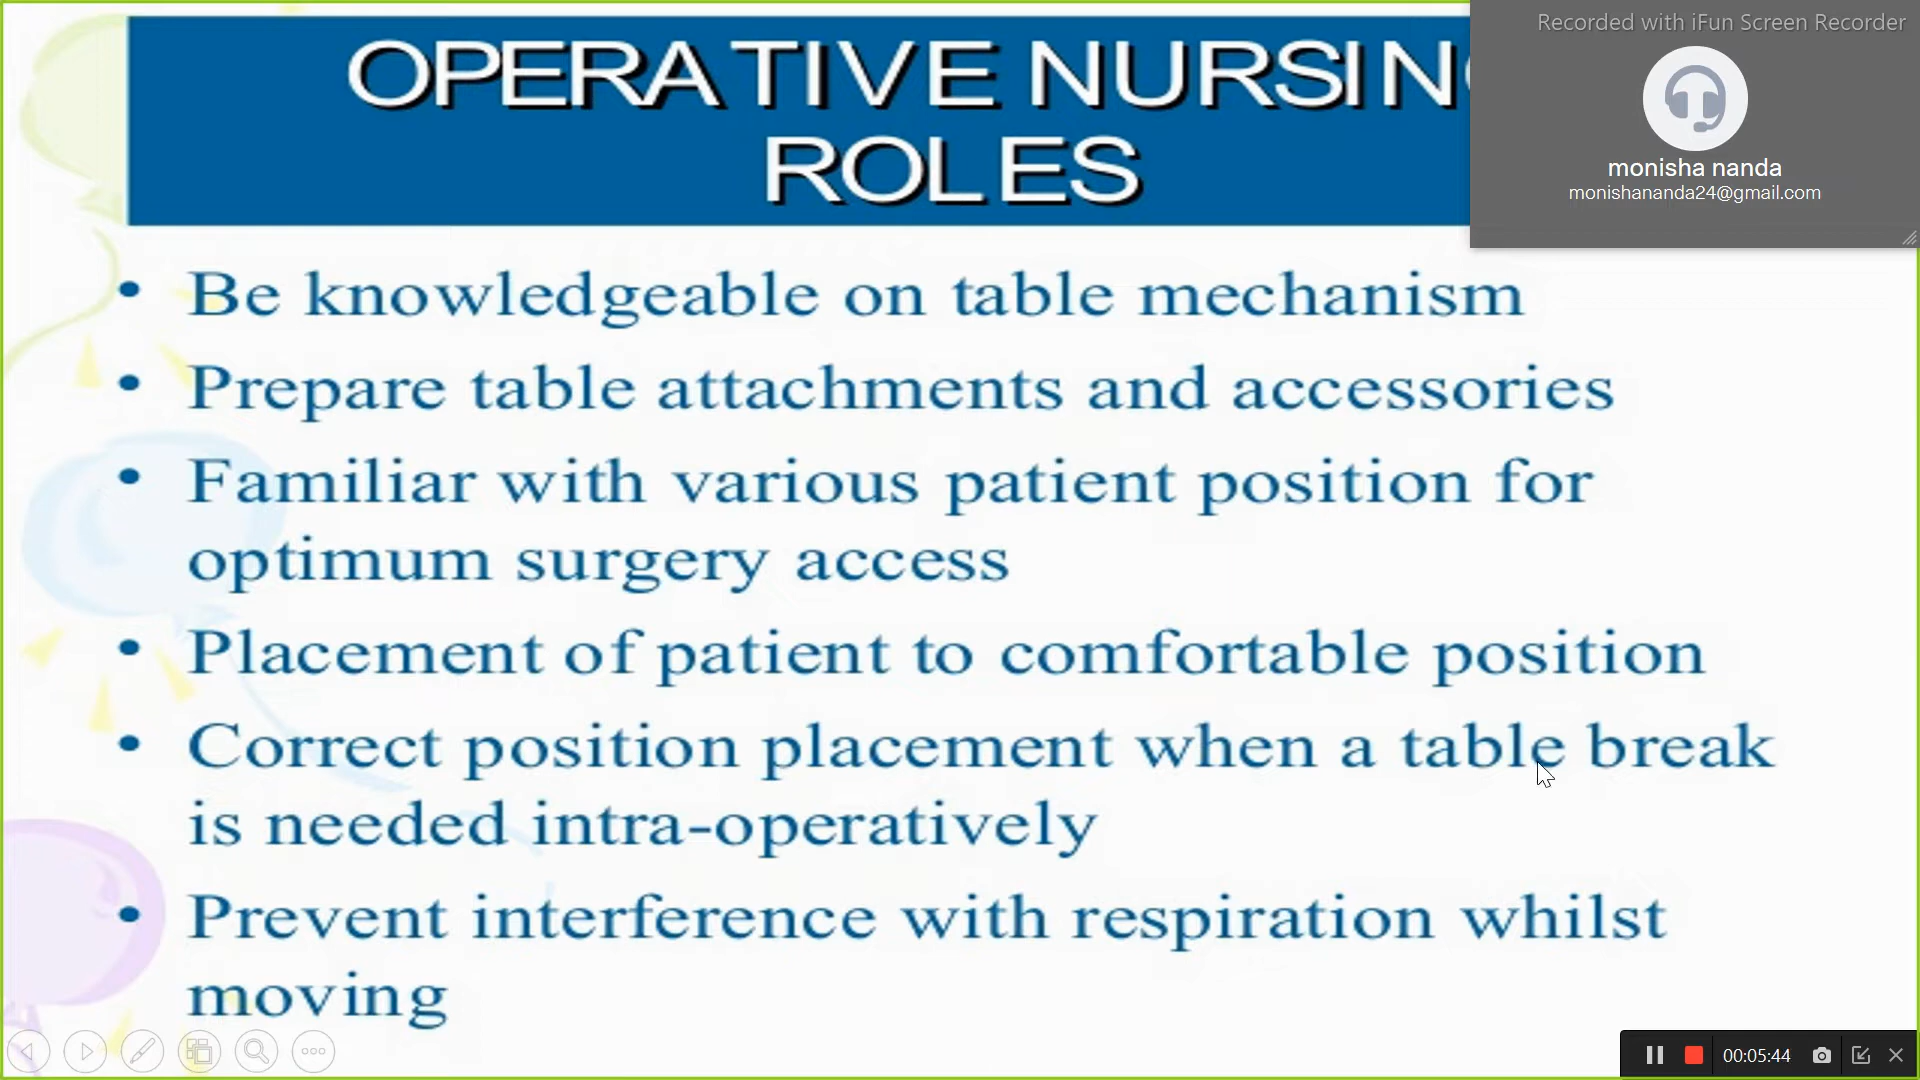 Recorded with iFun Screen Recorder
OPERATIVE NURSING
ROLES
monisha nanda
monishananda24@gmail.com
• Be knowledgeable on table mechanism
• Prepare table attachments and accessories
• Familiar with various patient position for
optimum surgery access
• Placement of patient to comfortable position
• Correct position placement when a table break
is needed intra-operatively
• Prevent interference with respiration whilst
moving
00:05:44